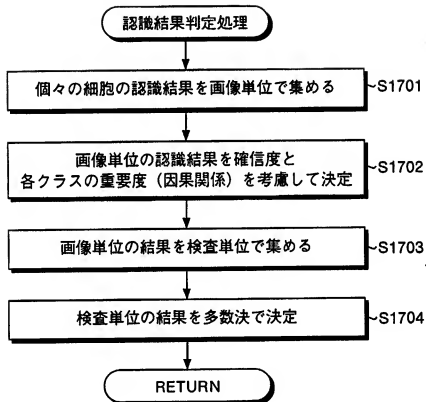 認識結果判定処理
個々の細胞の認識結果を画像単位で集める
S1701
画像単位の認識結果を確信度と
各クラスの重要度（因果関係）を考慮して決定
S1702
画像単位の結果を検査単位で集める
S1703
検査単位の結果を多数決で決定
S1704
RETURN